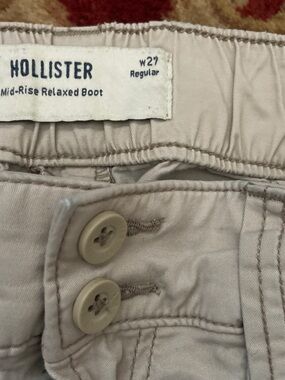 HOLLISTER
W27
Regular
Mid-Rise Relaxed Boot